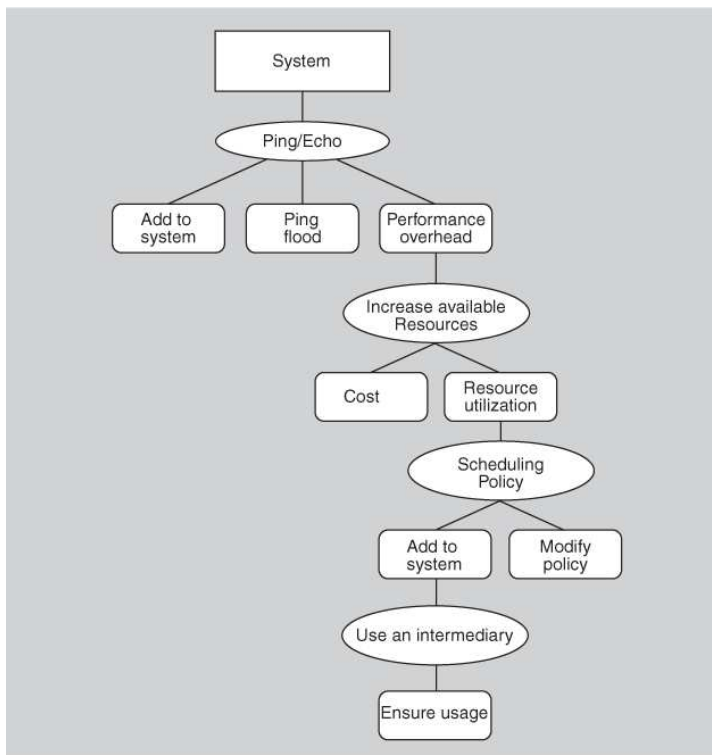 System
Ping/Echo
Add to
system
Ping
flood
Performance
overhead
Increase available
Resources
Cost
Resource
utilization
Scheduling
Policy
Add to
system
Modify
policy
Use an intermediary
Ensure usage